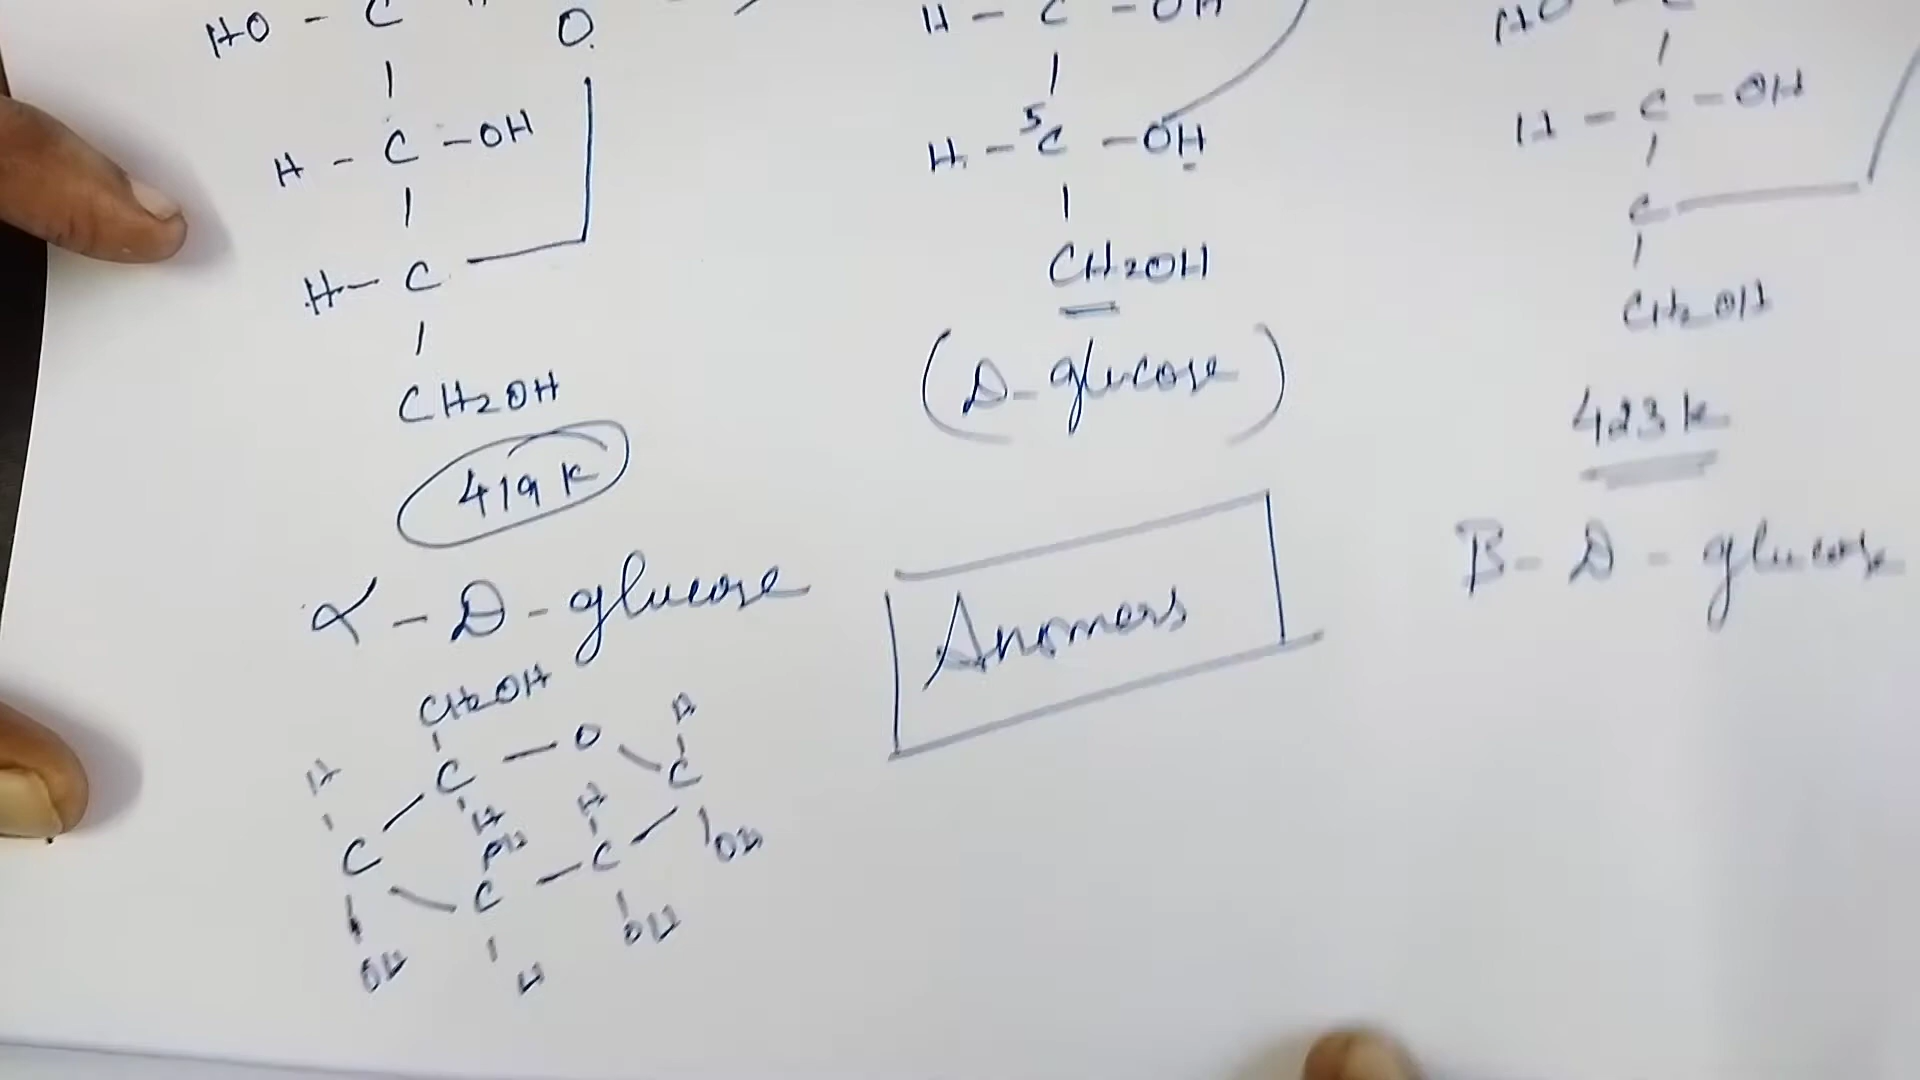 HO - C
O
H - C - OH
H - C
CH2OH
419 K
α - D - glucose
H - C - OH
H - 5C - OH
CH2OH
(D - glucose)
Anomers
HO - C
H - C - OH
C
CH2OH
423 K
B - D - glucose
CH2OH
H C - O H
C H H C
OH
C - C OH
OH H OH